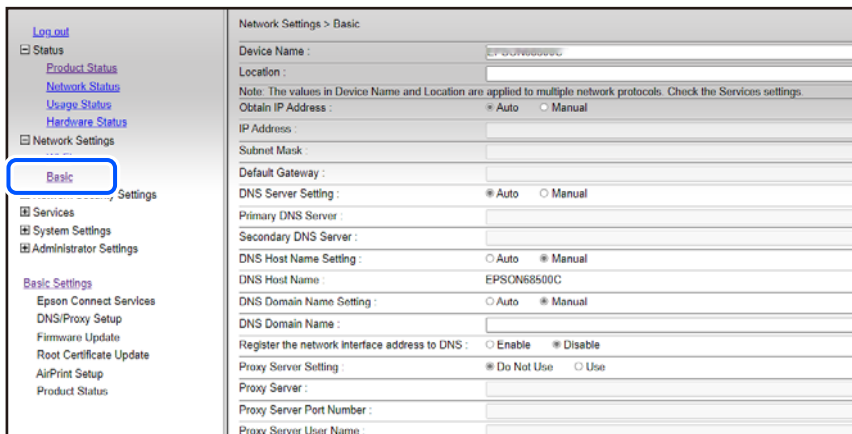 Log out
Status
Product Status
Network Status
Usage Status
Hardware Status
Network Settings
Basic
Network Security Settings
Services
System Settings
Administrator Settings
Basic Settings
Epson Connect Services
DNS/Proxy Setup
Firmware Update
Root Certificate Update
AirPrint Setup
Product Status
Network Settings > Basic
Device Name : EPSON68500C
Location :
Note: The values in Device Name and Location are applied to multiple network protocols. Check the Services settings.
Obtain IP Address : Auto Manual
IP Address :
Subnet Mask :
Default Gateway :
DNS Server Setting : Auto Manual
Primary DNS Server :
Secondary DNS Server :
DNS Host Name Setting : Auto Manual
DNS Host Name : EPSON68500C
DNS Domain Name Setting : Auto Manual
DNS Domain Name :
Register the network interface address to DNS : Enable Disable
Proxy Server Setting : Do Not Use Use
Proxy Server :
Proxy Server Port Number :
Proxy Server User Name :